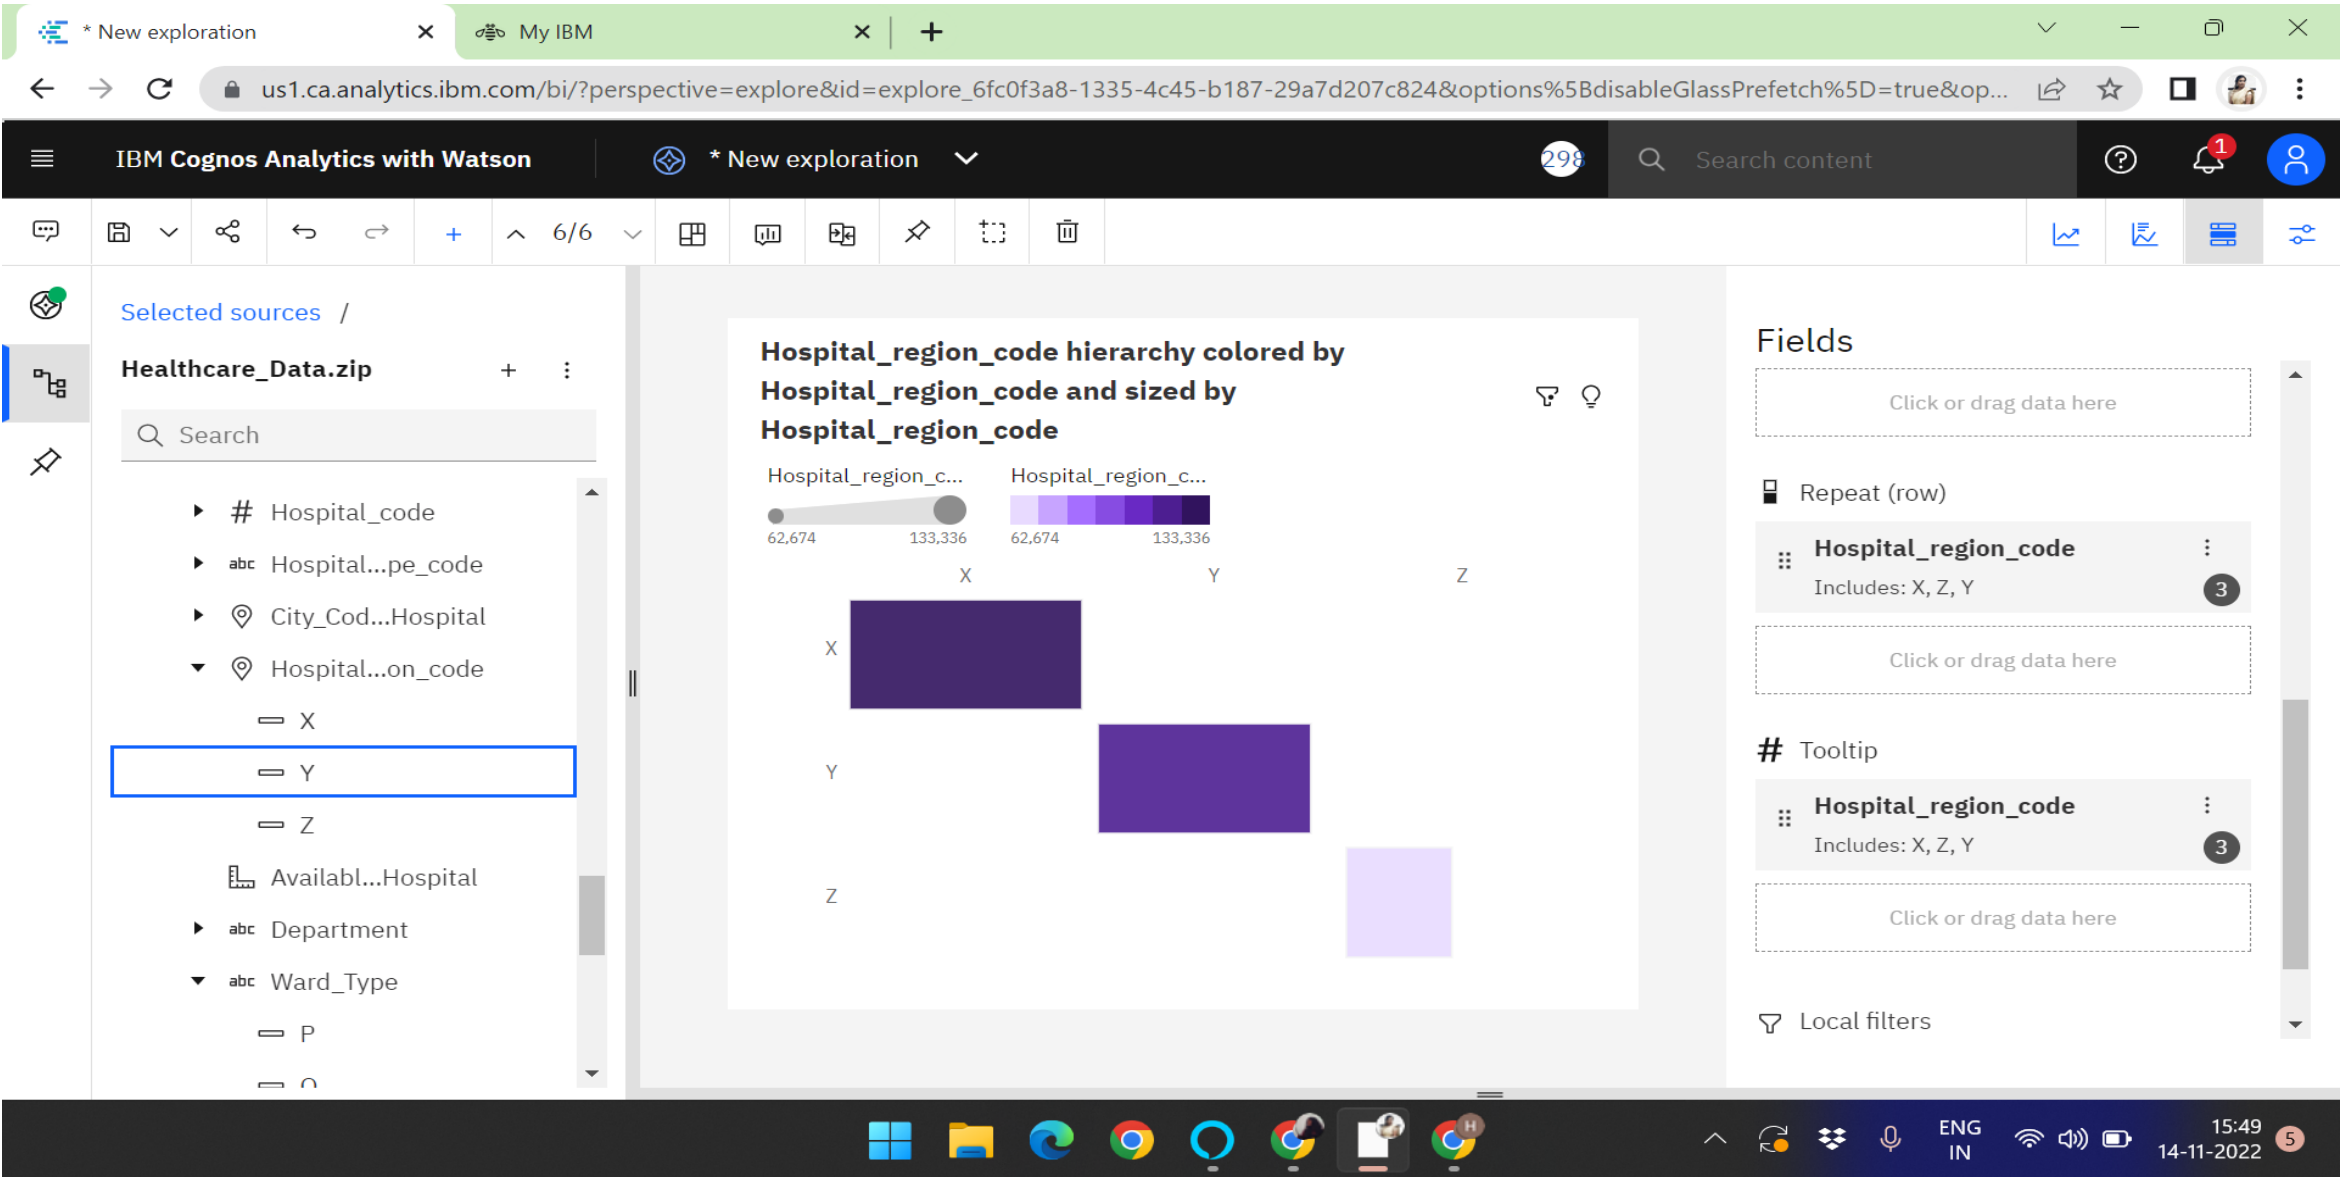 * New exploration
My IBM
us1.ca.analytics.ibm.com/bi/?perspective=explore&id=explore_6fc0f3a8-1335-4c45-b187-29a7d207c824&options%5BdisableGlassPrefetch%5D=true&op...
IBM Cognos Analytics with Watson
* New exploration
298
Search content
1
6/6
Selected sources /
Healthcare_Data.zip
Search
# Hospital_code
abc Hospital...pe_code
City_Cod...Hospital
Hospital...on_code
X
Y
Z
Availabl...Hospital
abc Department
abc Ward_Type
P
Hospital_region_code hierarchy colored by
Hospital_region_code and sized by
Hospital_region_code
Hospital_region_c... Hospital_region_c...
62,674 133,336 62,674 133,336
X Y Z
X
Y
Z
Fields
Click or drag data here
Repeat (row)
Hospital_region_code
Includes: X, Z, Y
3
Click or drag data here
# Tooltip
Hospital_region_code
Includes: X, Z, Y
3
Click or drag data here
Local filters
H
ENG
IN
15:49
14-11-2022
5